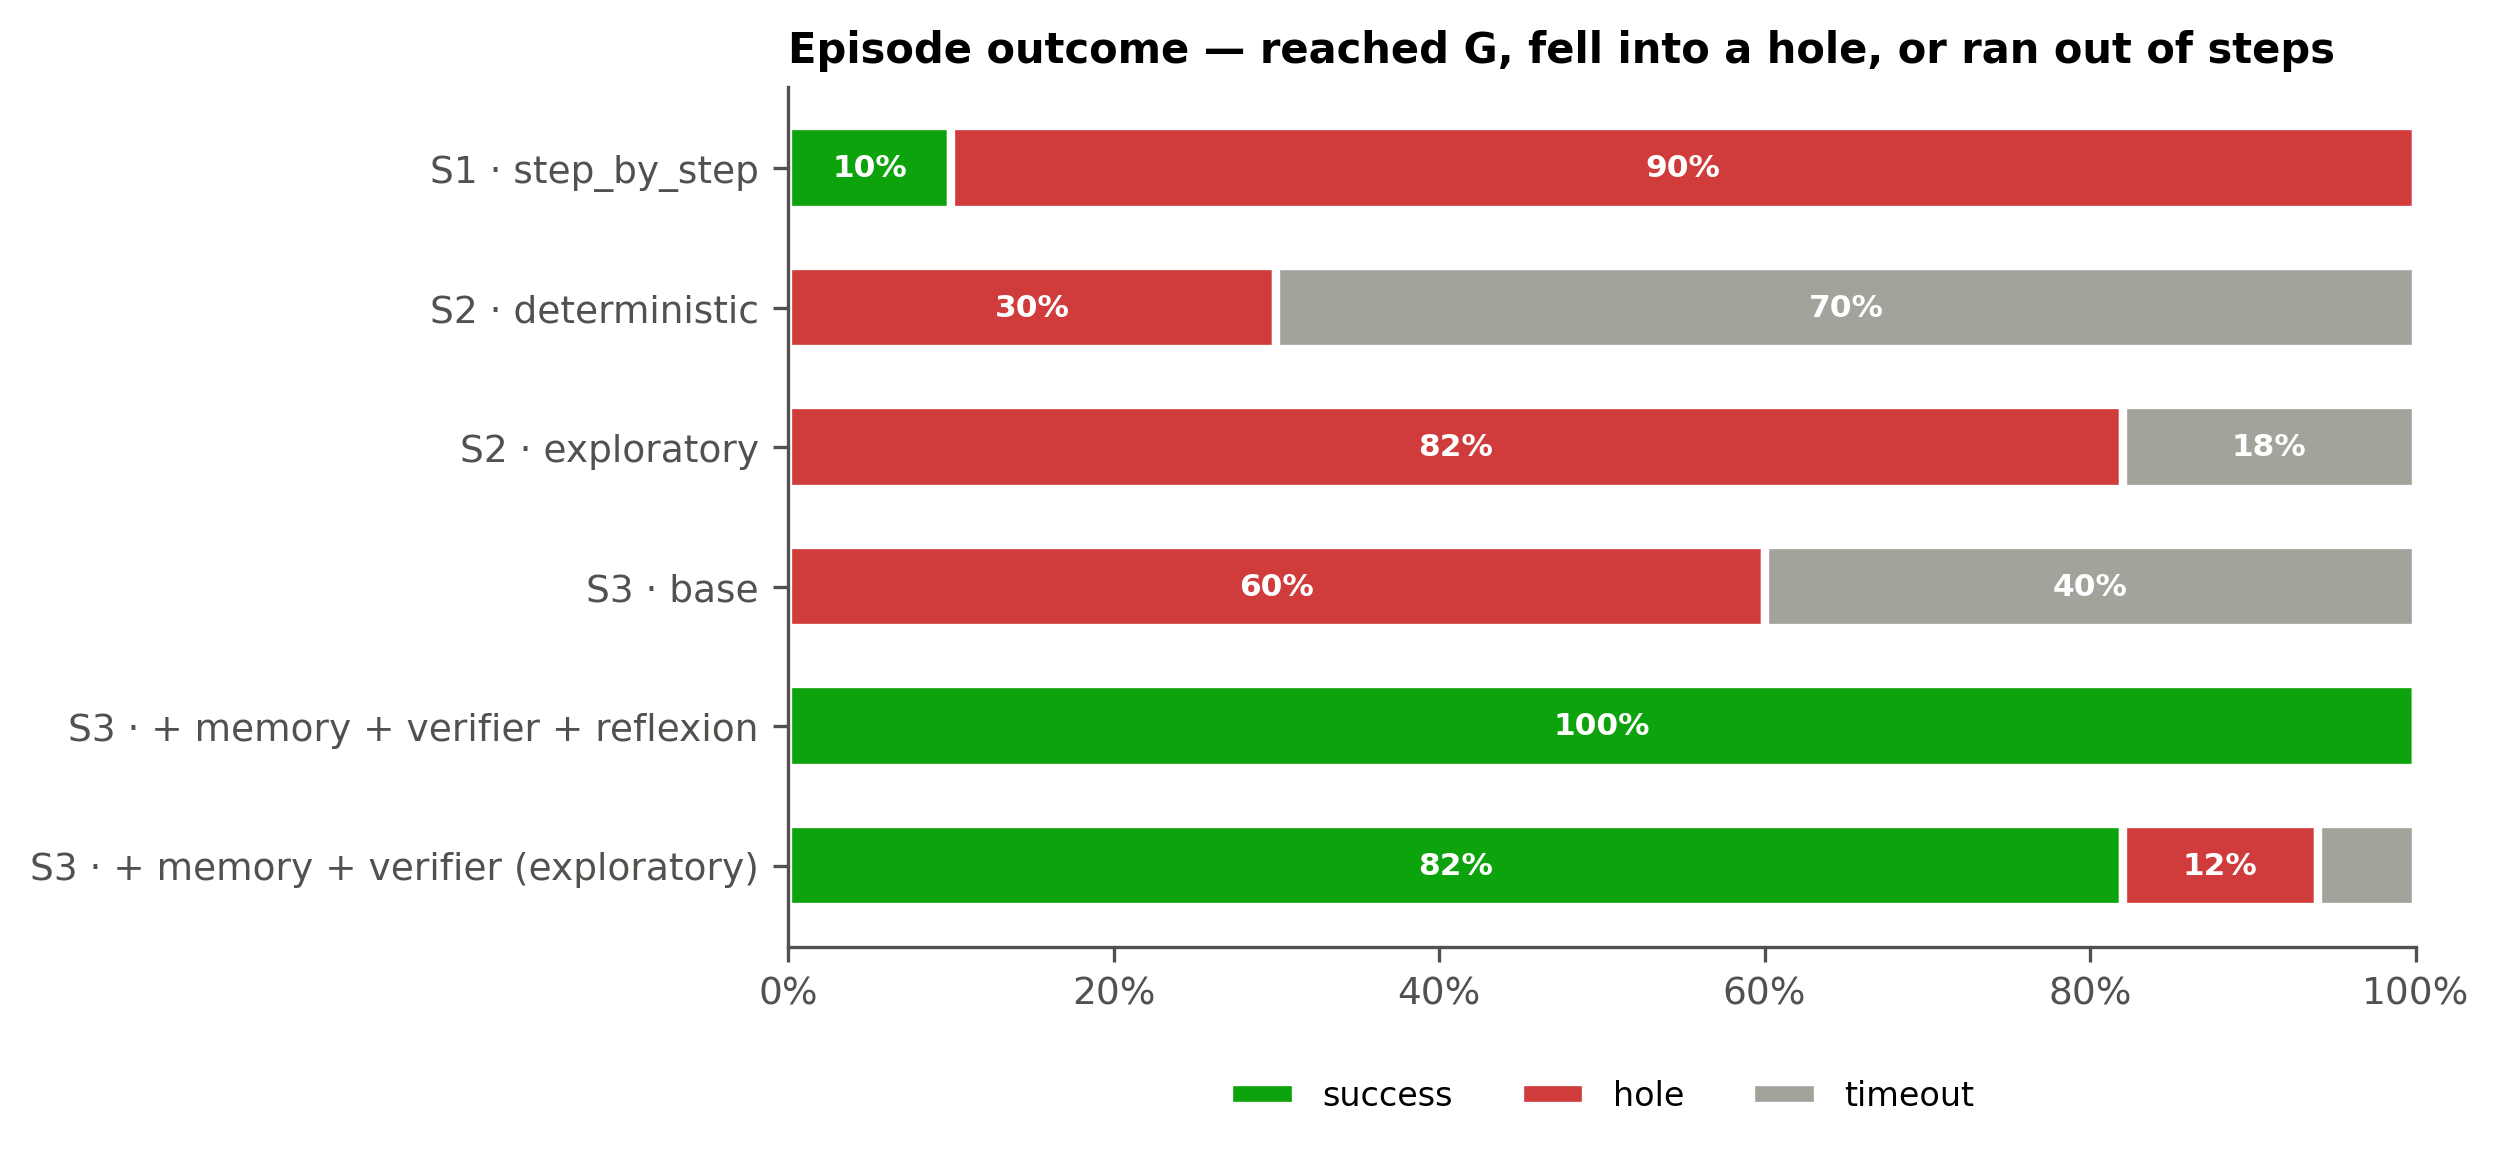 Episode outcome — reached G, fell into a hole, or ran out of steps
S1 · step_by_step
10%
90%
S2 · deterministic
30%
70%
S2 · exploratory
82%
18%
S3 · base
60%
40%
S3 · + memory + verifier + reflexion
100%
S3 · + memory + verifier (exploratory)
82%
12%
0%
20%
40%
60%
80%
100%
success
hole
timeout